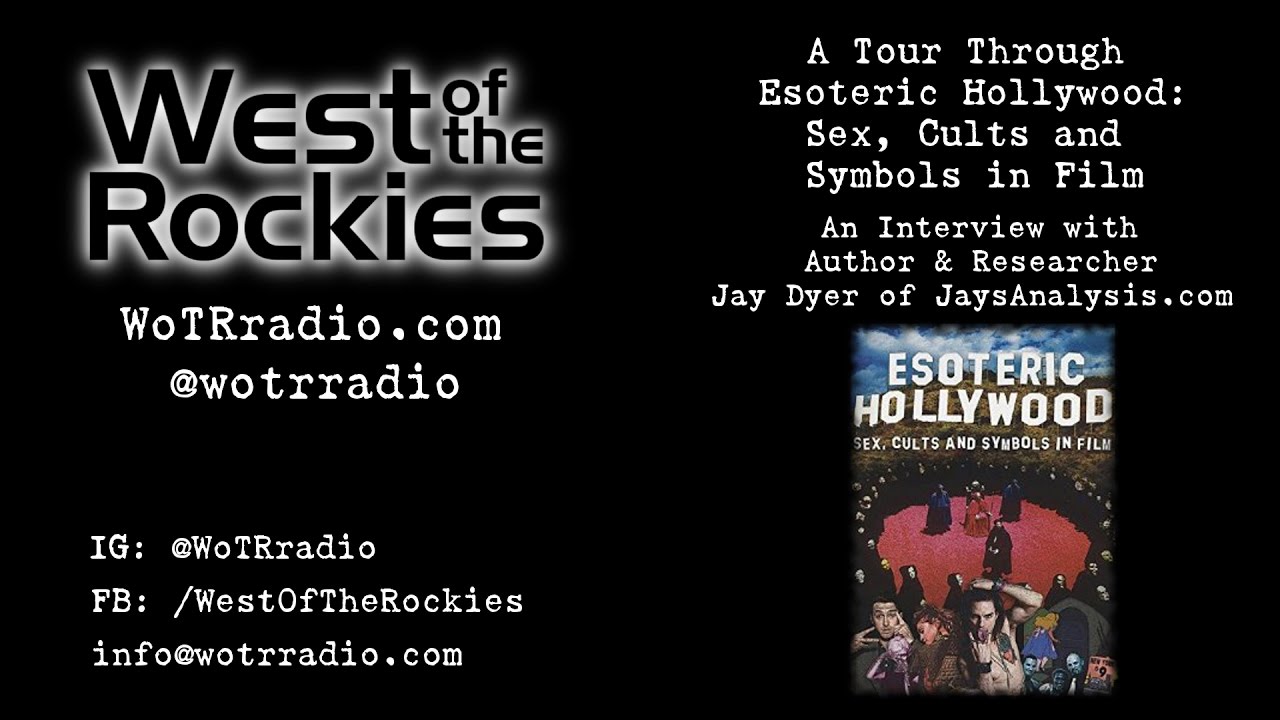 West of
the
Rockies
WoTRradio.com
@wotrradio
IG: @WoTRradio
FB: /WestOfTheRockies
info@wotrradio.com
A Tour Through
Esoteric Hollywood:
Sex, Cults and
Symbols in Film
An Interview with
Author & Researcher
Jay Dyer of JaysAnalysis.com
ESOTERIC
HOLLYWOOD
SEX, CULTS AND SYMBOLS IN FILM